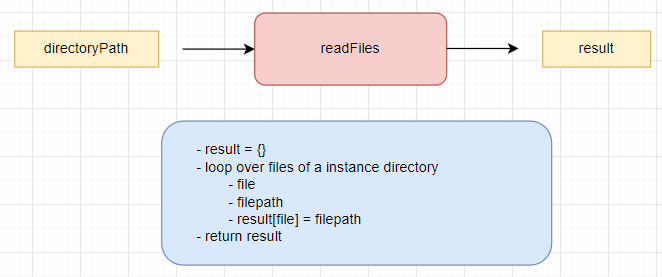 directoryPath
readFiles
result
- result = {}
- loop over files of a instance directory
- file
- filepath
- result[file] = filepath
- return result